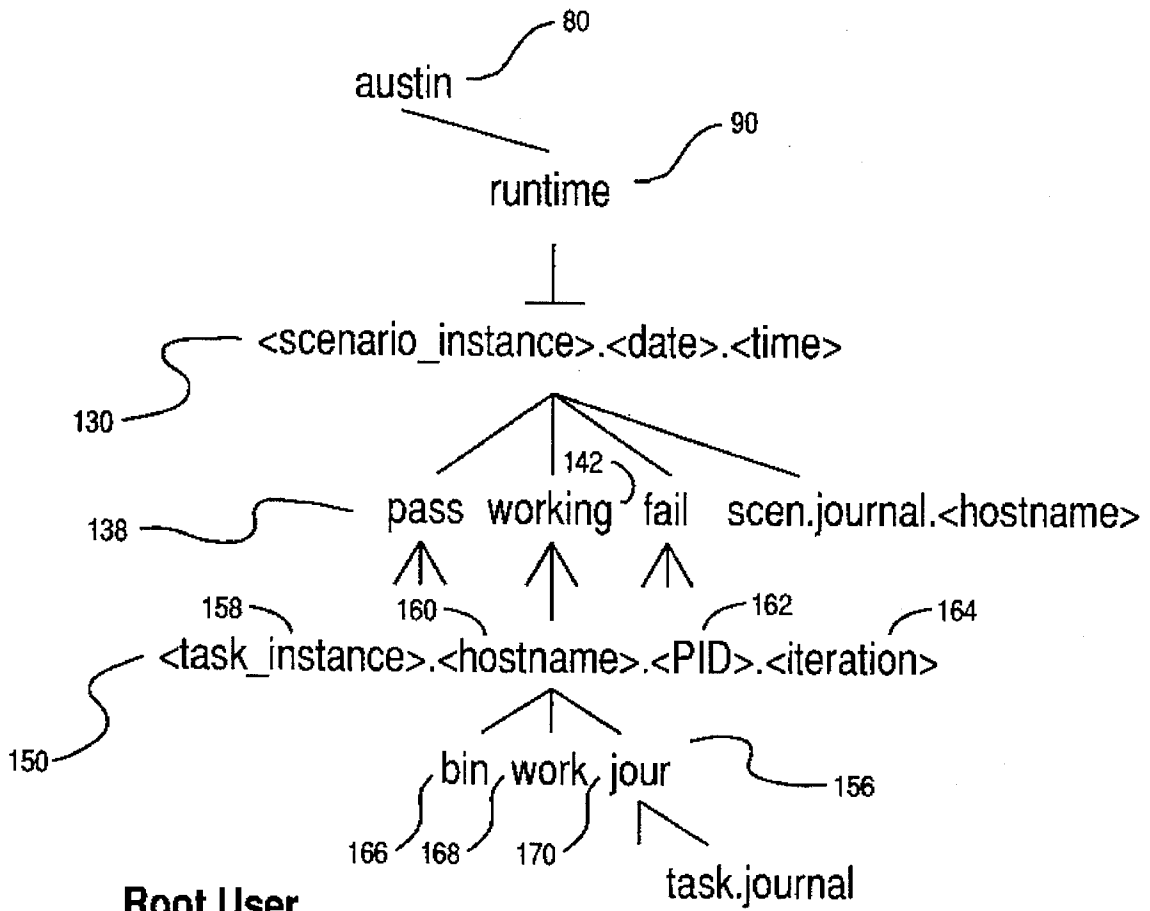 80
austin
90
runtime
<scenario_instance>.<date>.<time>
130
142
138 pass working fail scen.journal.<hostname>
158 160 162 164
<task_instance>.<hostname>.<PID>.<iteration>
150
bin work jour
156
166 168 170
task.journal
Root User